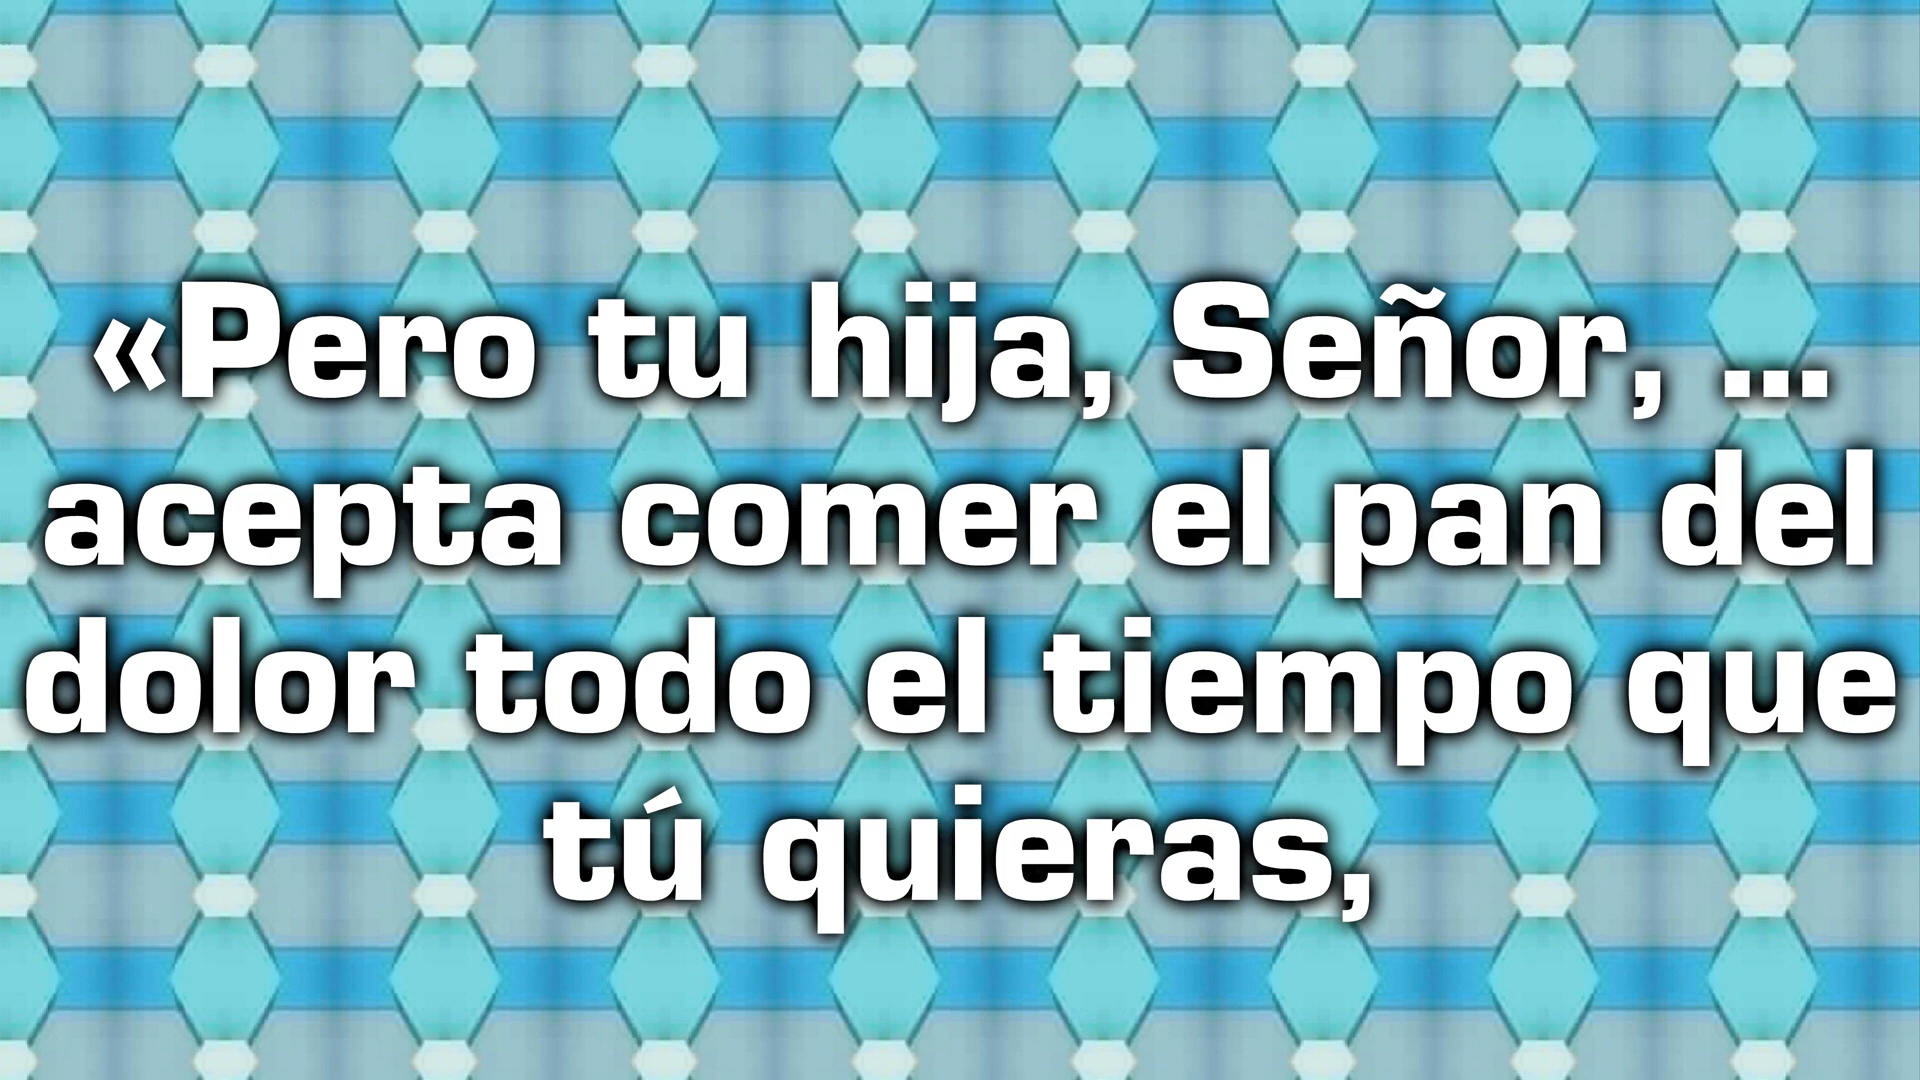 «Pero tu hija, Señor, ...
acepta comer el pan del
dolor todo el tiempo que
tú quieras,